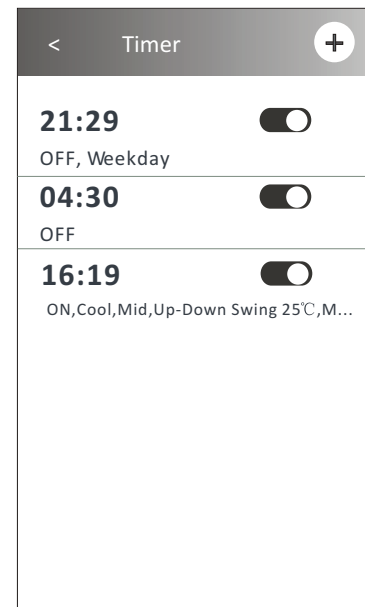 < Timer +
21:29
OFF, Weekday
04:30
OFF
16:19
ON,Cool,Mid,Up-Down Swing 25℃,M...